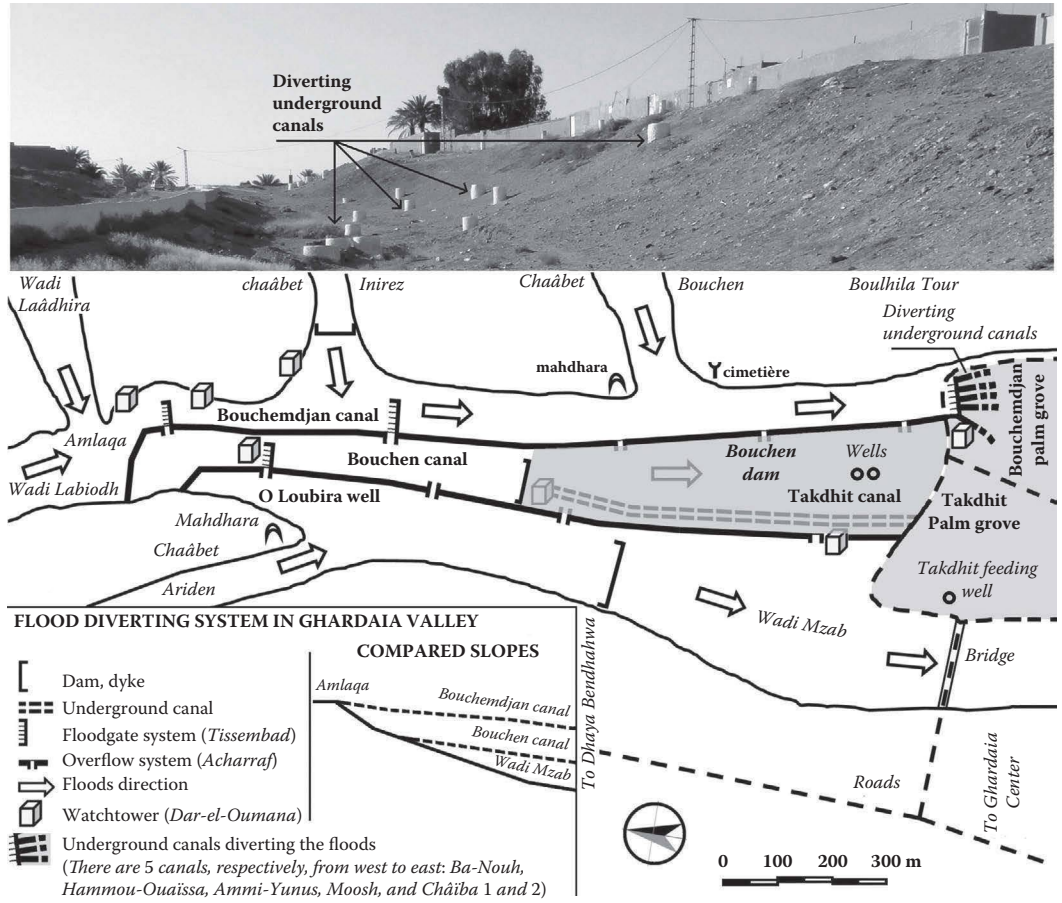 Diverting
underground
canals
Wadi
Laâdhira
chaâbet
Inirez
Chaâbet
Bouchen
Boulhila Tour
Diverting
underground canals
mahdhara
cimetière
Bouchemdjan
palm grove
Bouchemdjan canal
Amlaqa
Bouchen canal
Bouchen
dam
Wells
Wadi Labiodh
O Loubira well
Takdhit canal
Takdhit
Palm grove
Mahdhara
Chaâbet
Ariden
Takdhit feeding
well
Wadi Mzab
Bridge
FLOOD DIVERTING SYSTEM IN GHARDAIA VALLEY
Dam, dyke
Underground canal
Floodgate system (Tissembad)
Overflow system (Acharraf)
Floods direction
Watchtower (Dar-el-Oumana)
Underground canals diverting the floods
(There are 5 canals, respectively, from west to east: Ba-Nouh,
Hammou-Ouaïssa, Ammi-Yunus, Moosh, and Châïba 1 and 2)
COMPARED SLOPES
Amlaqa
Bouchemdjan canal
Bouchen canal
Wadi Mzab
To Dhaya Bendhahwa
Roads
To Ghardaia
Center
0 100 200 300 m